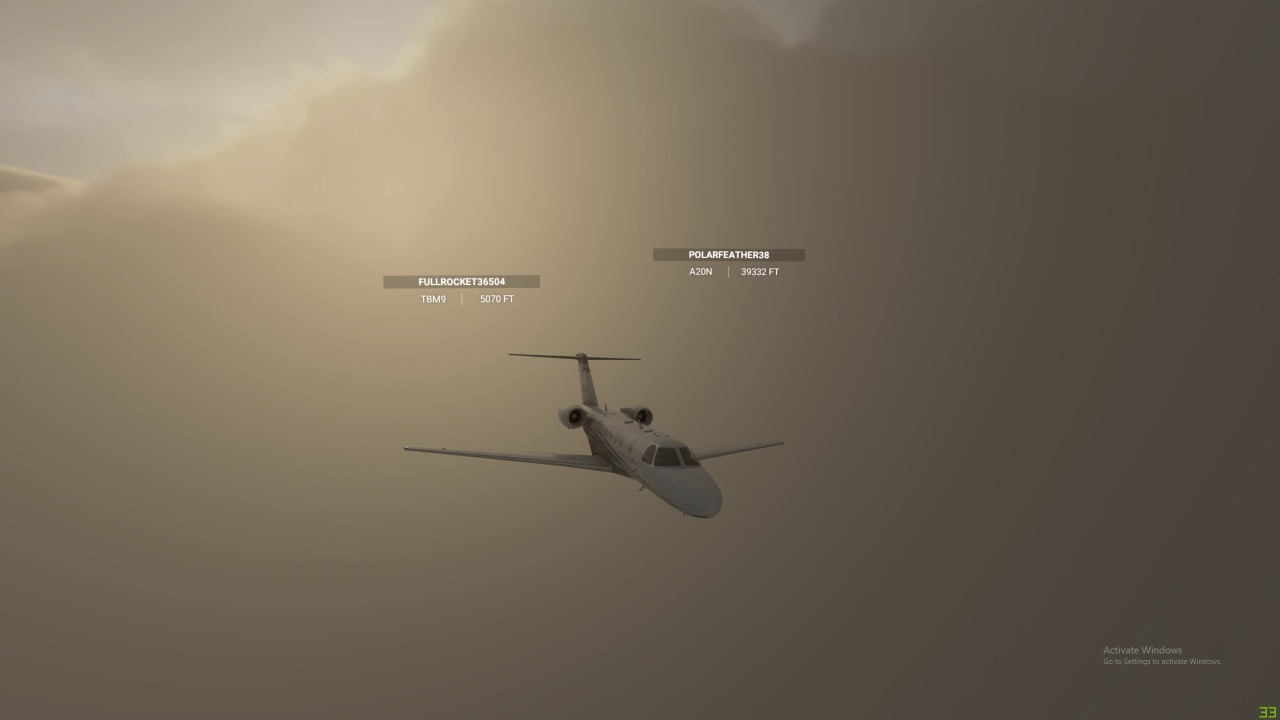 POLARFEATHER38
A20N | 39332 FT
FULLROCKET36504
TBM9 | 5070 FT
Activate Windows
Go to Settings to activate Windows.
33